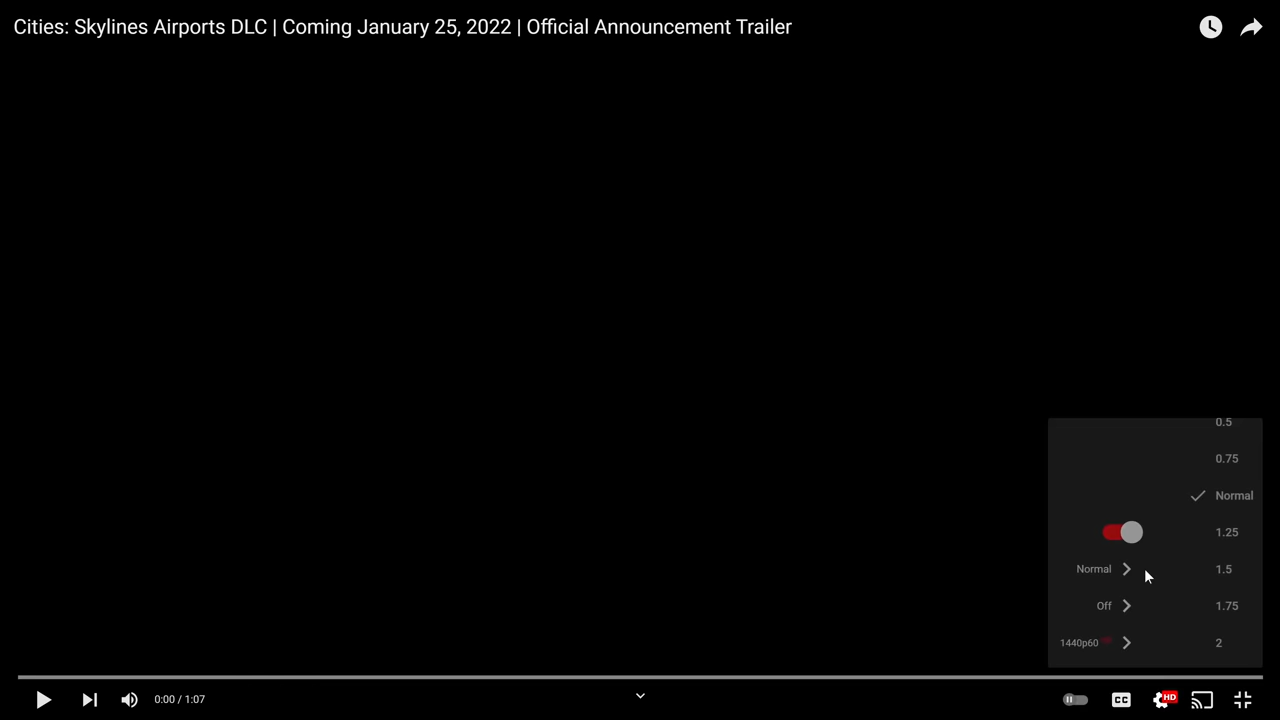 Cities: Skylines Airports DLC | Coming January 25, 2022 | Official Announcement Trailer
0.5
0.75
Normal
1.25
Normal 1.5
Off 1.75
1440p60 2
0:00 / 1:07
CC
HD